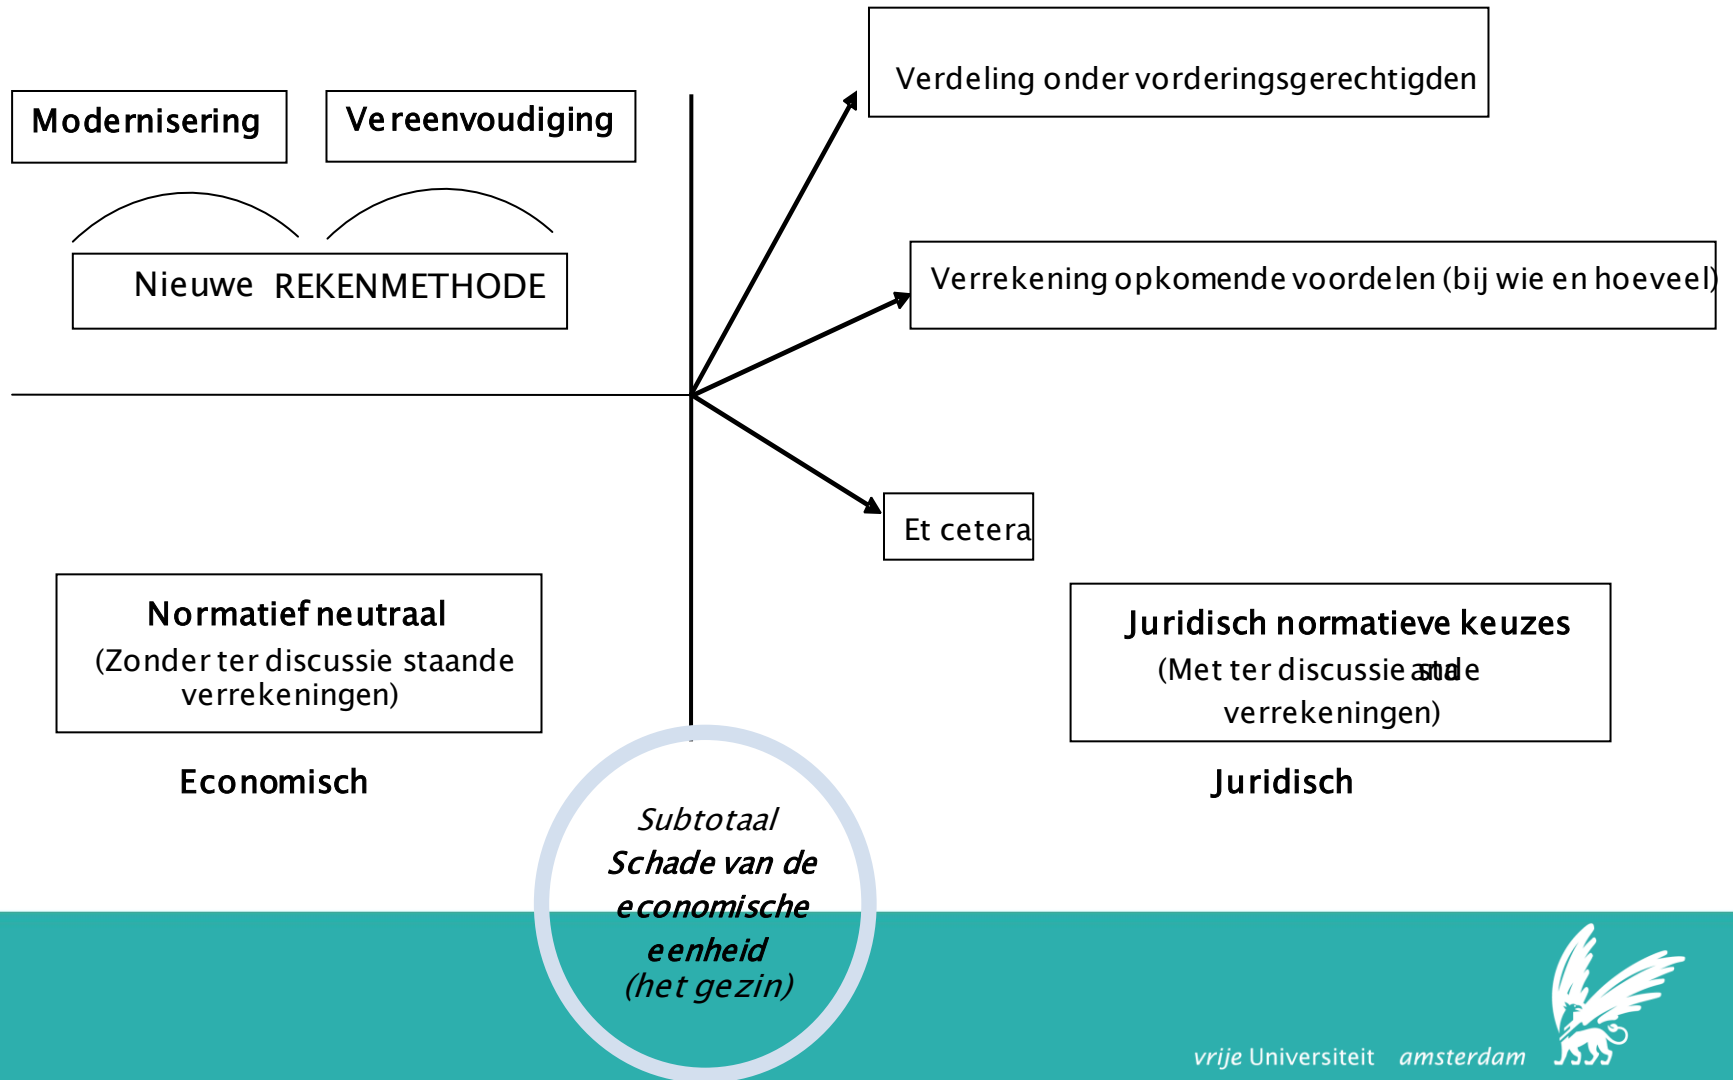 Verdeling onder vorderingsgerechtigden
Modernisering
Vereenvoudiging
Nieuwe REKENMETHODE
Verrekening opkomende voordelen (bij wie en hoeveel)
Et cetera
Normatief neutraal
(Zonder ter discussie staande
verrekeningen)
Juridisch normatieve keuzes
(Met ter discussie staande
verrekeningen)
Economisch
Juridisch
Subtotaal
Schade van de
economische
eenheid
(het gezin)
vrije Universiteit amsterdam